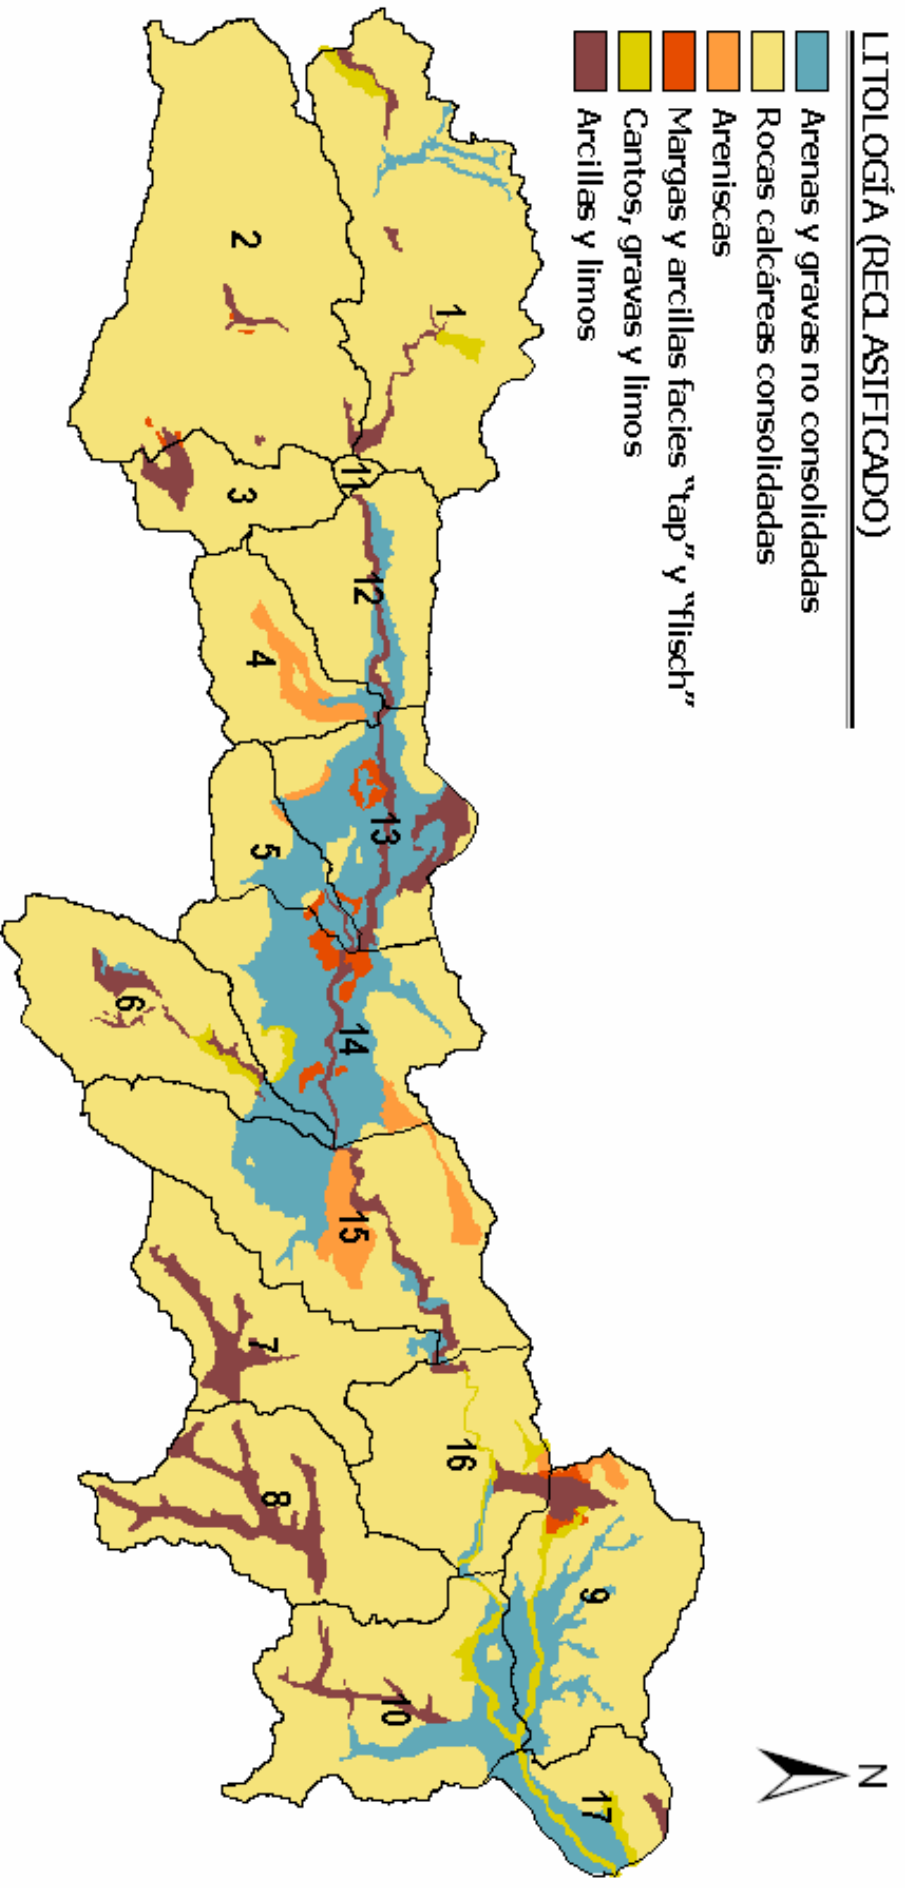 LITOLOGÍA (RECLASIFICADO)
Arenas y gravas no consolidadas
Rocas calcáreas consolidadas
Areniscas
Margas y arcillas facies "tap" y "flisch"
Cantos, gravas y limos
Arcillas y limos
N
1
2
3
4
5
6
7
8
9
10
11
12
13
14
15
16
17